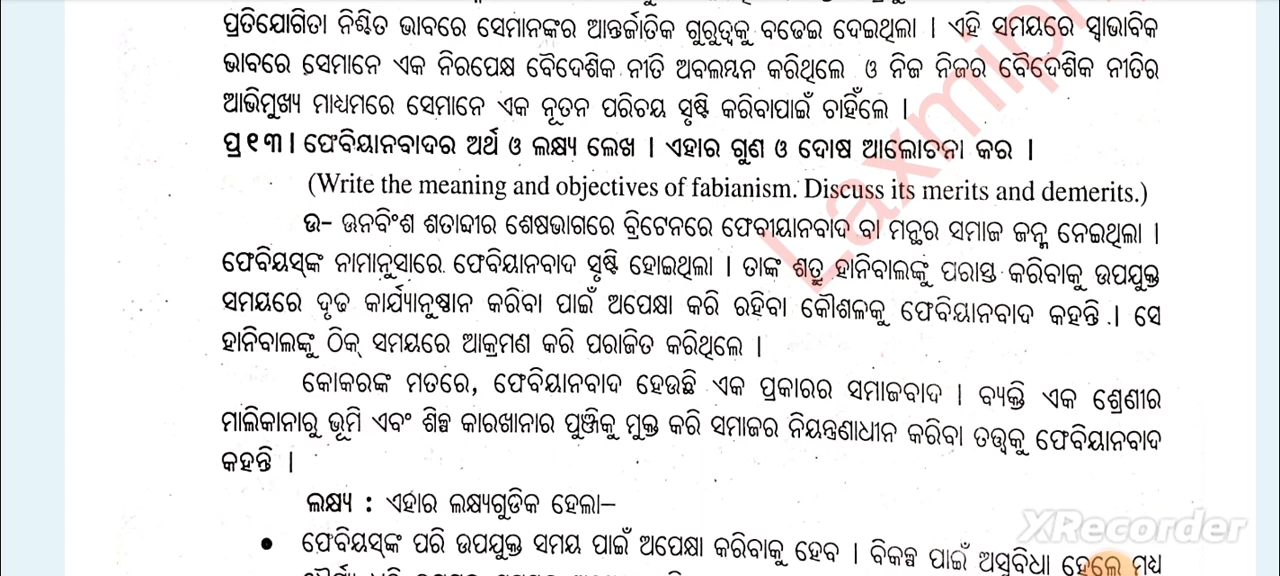 ପ୍ରତିଯୋଗିତା ନିଶ୍ଚିତ ଭାବରେ ସେମାନଙ୍କର ଆନ୍ତର୍ଜାତିକ ଗୁରୁତ୍ୱକୁ ବଢେଇ ଦେଇଥିଲା । ଏହି ସମୟରେ ସ୍ୱାଭାବିକ
ଭାବରେ ସେମାନେ ଏକ ନିରପେକ୍ଷ ବୈଦେଶିକ ନୀତି ଅବଲମ୍ବନ କରିଥିଲେ ଓ ନିଜ ନିଜର ବୈଦେଶିକ ନୀତିର
ଆଭିମୁଖ୍ୟ ମାଧ୍ୟମରେ ସେମାନେ ଏକ ନୂତନ ପରିଚୟ ସୃଷ୍ଟି କରିବାପାଇଁ ଚାହିଁଲେ ।
ପ୍ର୧୩। ଫେବିୟାନବାଦର ଅର୍ଥ ଓ ଲକ୍ଷ୍ୟ ଲେଖ । ଏହାର ଗୁଣ ଓ ଦୋଷ ଆଲୋଚନା କର ।
(Write the meaning and objectives of fabianism. Discuss its merits and demerits.)
ଉ- ଊନବିଂଶ ଶତାବ୍ଦୀର ଶେଷଭାଗରେ ବ୍ରିଟେନରେ ଫେବୀୟାନବାଦ ବା ମନ୍ଥର ସମାଜ ଜନ୍ମ ନେଇଥିଲା ।
ଫେବିୟସ୍‌ଙ୍କ ନାମାନୁସାରେ ଫେବିୟାନବାଦ ସୃଷ୍ଟି ହୋଇଥିଲା । ତାଙ୍କ ଶତ୍ରୁ ହାନିବାଲଙ୍କୁ ପରାସ୍ତ କରିବାକୁ ଉପଯୁକ୍ତ
ସମୟରେ ଦୃଢ କାର୍ଯ୍ୟାନୁଷ୍ଠାନ କରିବା ପାଇଁ ଅପେକ୍ଷା କରି ରହିବା କୌଶଳକୁ ଫେବିୟାନବାଦ କହନ୍ତି । ସେ
ହାନିବାଲଙ୍କୁ ଠିକ୍ ସମୟରେ ଆକ୍ରମଣ କରି ପରାଜିତ କରିଥିଲେ ।
କୋକରଙ୍କ ମତରେ, ଫେବିୟାନବାଦ ହେଉଛି ଏକ ପ୍ରକାରର ସମାଜବାଦ । ବ୍ୟକ୍ତି ଏକ ଶ୍ରେଣୀର
ମାଲିକାନାରୁ ଭୂମି ଏବଂ ଶିଳ୍ପ କାରଖାନାର ପୁଞ୍ଜିକୁ ମୁକ୍ତ କରି ସମାଜର ନିୟନ୍ତ୍ରଣାଧୀନ କରିବା ତତ୍ତ୍ୱକୁ ଫେବିୟାନବାଦ
କହନ୍ତି ।
ଲକ୍ଷ୍ୟ : ଏହାର ଲକ୍ଷ୍ୟଗୁଡିକ ହେଲା–
• ଫେବିୟସ୍‌ଙ୍କ ପରି ଉପଯୁକ୍ତ ସମୟ ପାଇଁ ଅପେକ୍ଷା କରିବାକୁ ହେବ । ବିକଳ୍ପ ପାଇଁ ଅସୁବିଧା ହେଲେ ମଧ୍ୟ
XRecorder